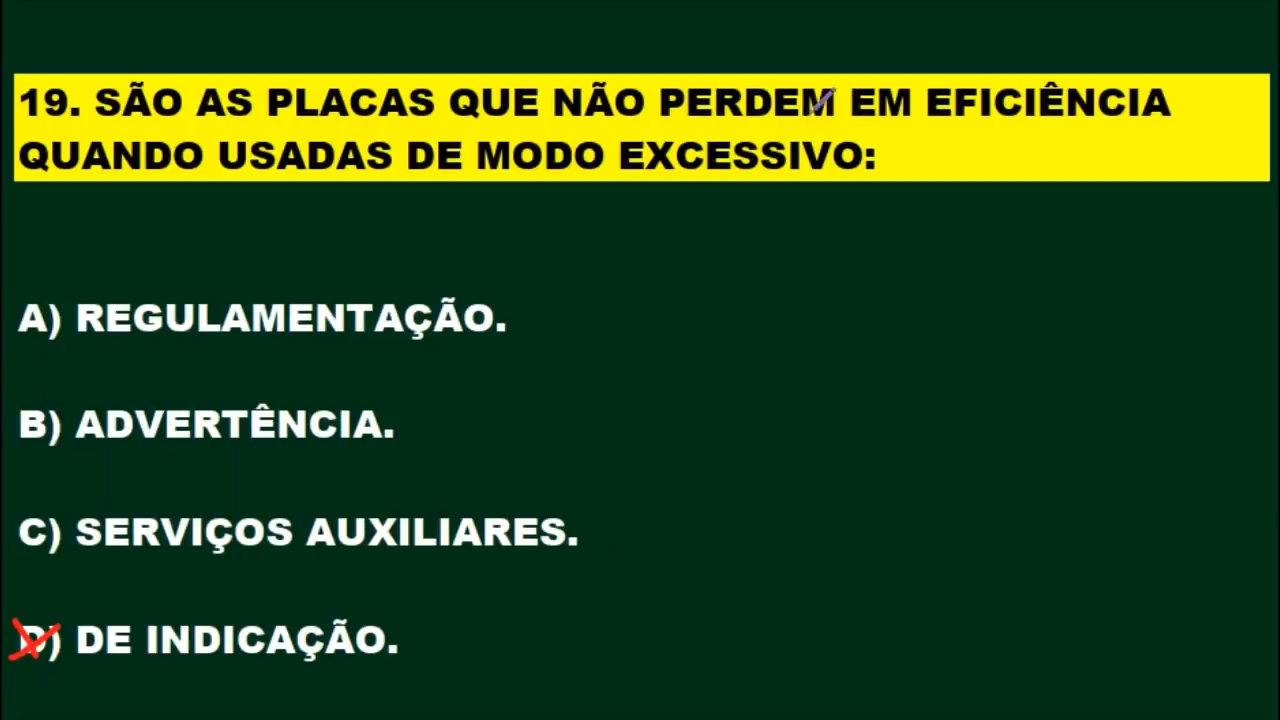 19. SÃO AS PLACAS QUE NÃO PERDEM EM EFICIÊNCIA
QUANDO USADAS DE MODO EXCESSIVO:
A) REGULAMENTAÇÃO.
B) ADVERTÊNCIA.
C) SERVIÇOS AUXILIARES.
D) DE INDICAÇÃO.